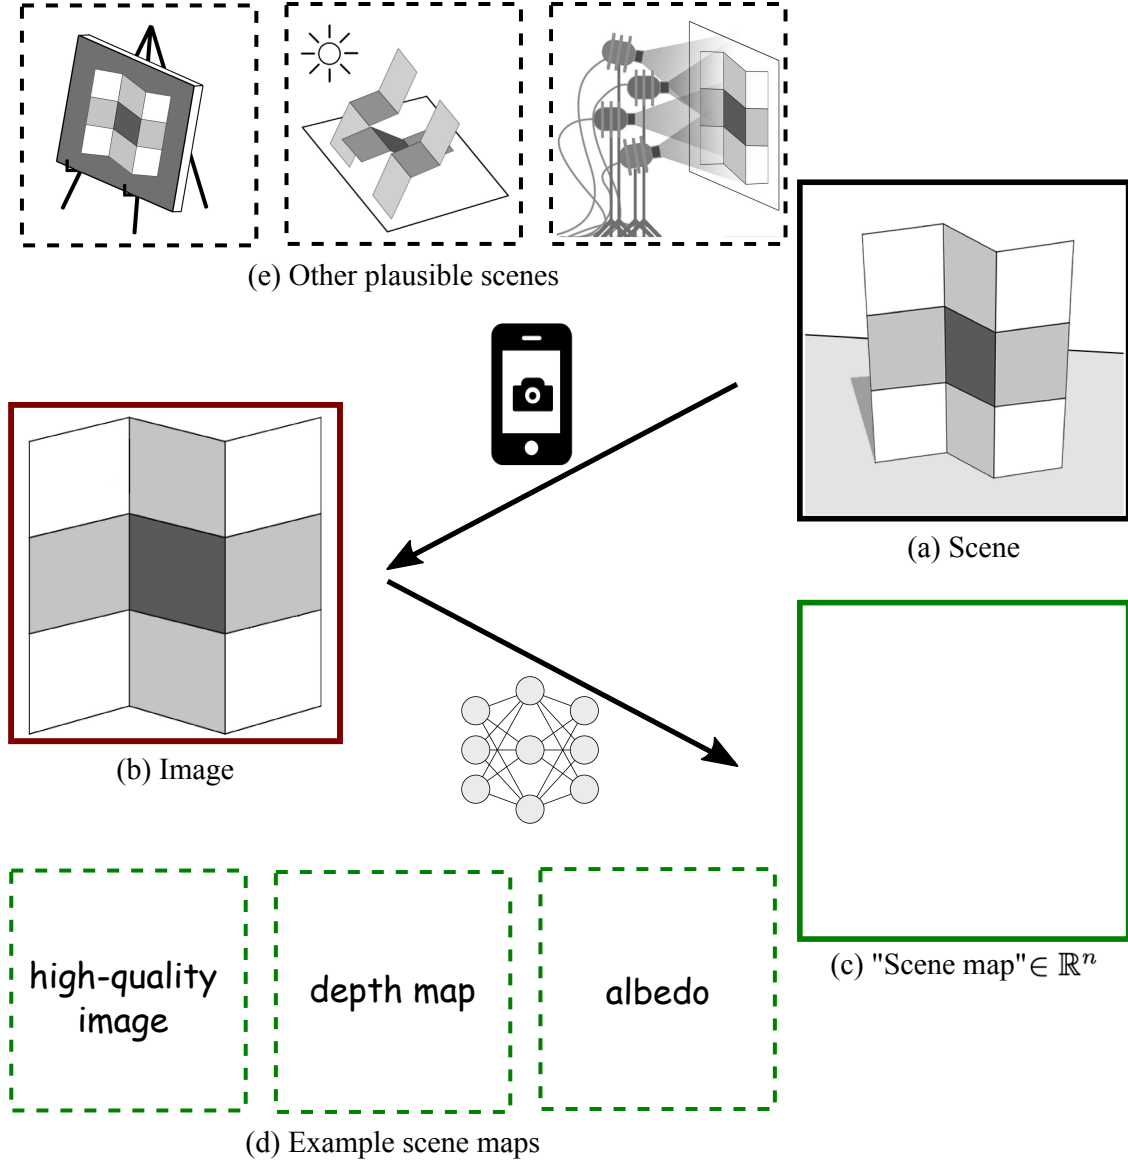 (e) Other plausible scenes
(a) Scene
(b) Image
(c) "Scene map"∈ ℝⁿ
high-quality
image
depth map
albedo
(d) Example scene maps